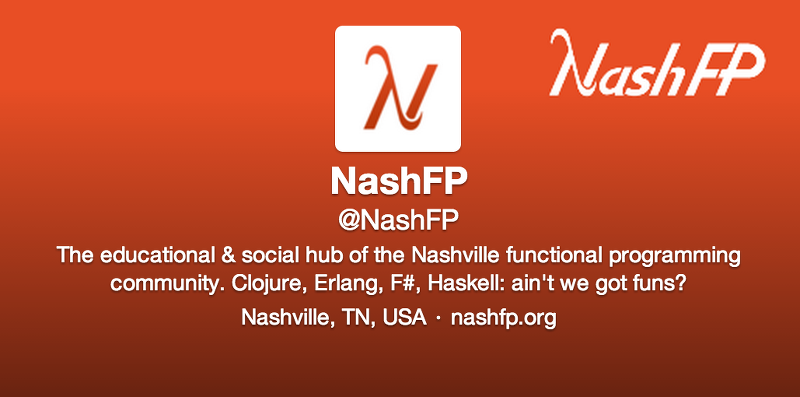 NashFP
N
NashFP
@NashFP
The educational & social hub of the Nashville functional programming
community. Clojure, Erlang, F#, Haskell: ain't we got funs?
Nashville, TN, USA · nashfp.org